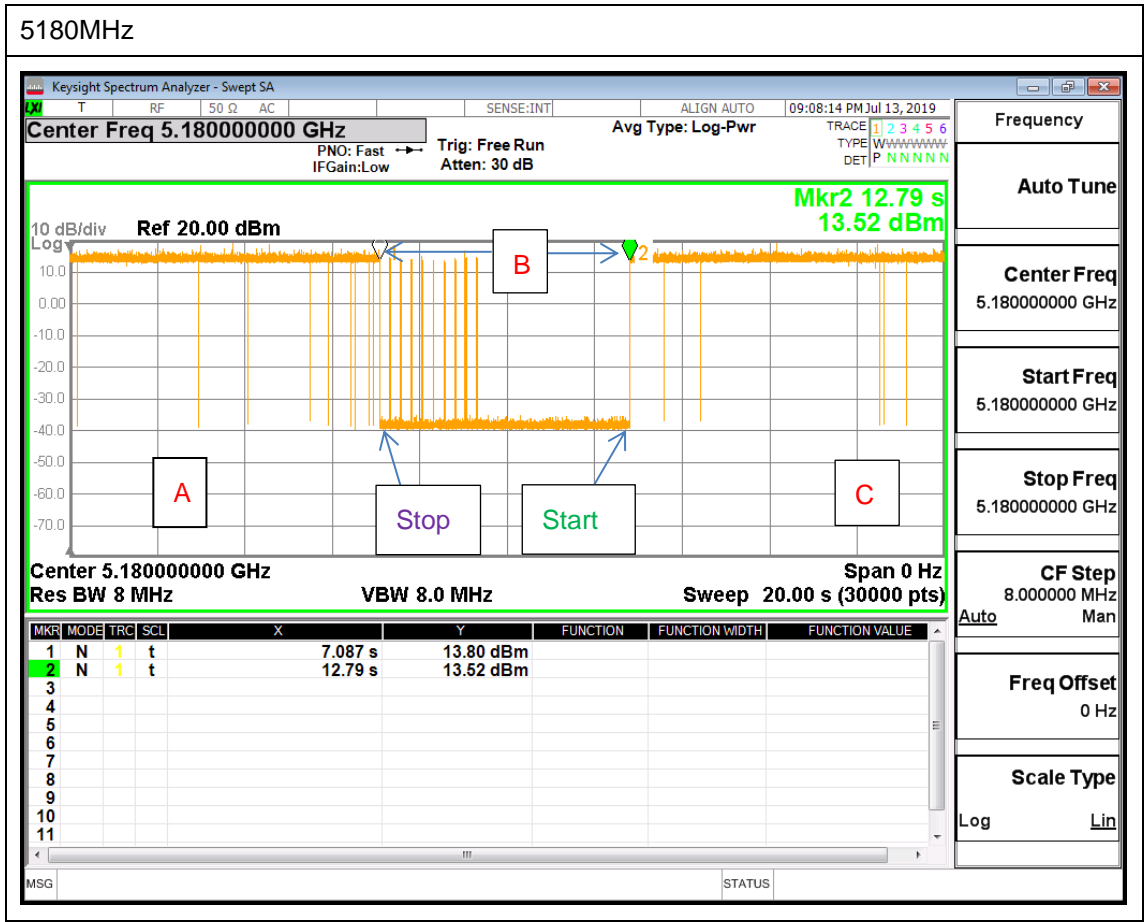 5180MHz
Keysight Spectrum Analyzer - Swept SA
LXI T RF 50 Ω AC SENSE:INT ALIGN AUTO 09:08:14 PM Jul 13, 2019
Center Freq 5.180000000 GHz
PNO: Fast
IFGain:Low
Trig: Free Run
Atten: 30 dB
Avg Type: Log-Pwr
TRACE 1 2 3 4 5 6
TYPE WWWWWWW
DET P N N N N N
Mkr2 12.79 s
13.52 dBm
10 dB/div Ref 20.00 dBm
Log
10.0
0.00
-10.0
-20.0
-30.0
-40.0
-50.0
-60.0
-70.0
2
B
A
Stop
Start
C
Center 5.180000000 GHz Span 0 Hz
Res BW 8 MHz VBW 8.0 MHz Sweep 20.00 s (30000 pts)
MKR MODE TRC SCL X Y FUNCTION FUNCTION WIDTH FUNCTION VALUE
1 N 1 t 7.087 s 13.80 dBm
2 N 1 t 12.79 s 13.52 dBm
3
4
5
6
7
8
9
10
11
MSG STATUS
Frequency
Auto Tune
Center Freq
5.180000000 GHz
Start Freq
5.180000000 GHz
Stop Freq
5.180000000 GHz
CF Step
8.000000 MHz
Auto Man
Freq Offset
0 Hz
Scale Type
Log Lin